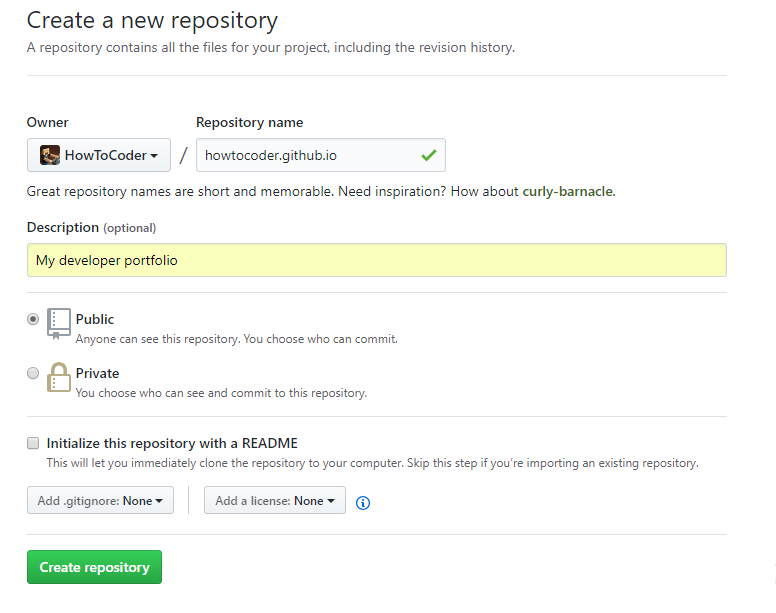 Create a new repository
A repository contains all the files for your project, including the revision history.
Owner
Repository name
HowToCoder
/
howtocoder.github.io
Great repository names are short and memorable. Need inspiration? How about curly-barnacle.
Description (optional)
My developer portfolio
Public
Anyone can see this repository. You choose who can commit.
Private
You choose who can see and commit to this repository.
Initialize this repository with a README
This will let you immediately clone the repository to your computer. Skip this step if you’re importing an existing repository.
Add .gitignore: None
Add a license: None
Create repository